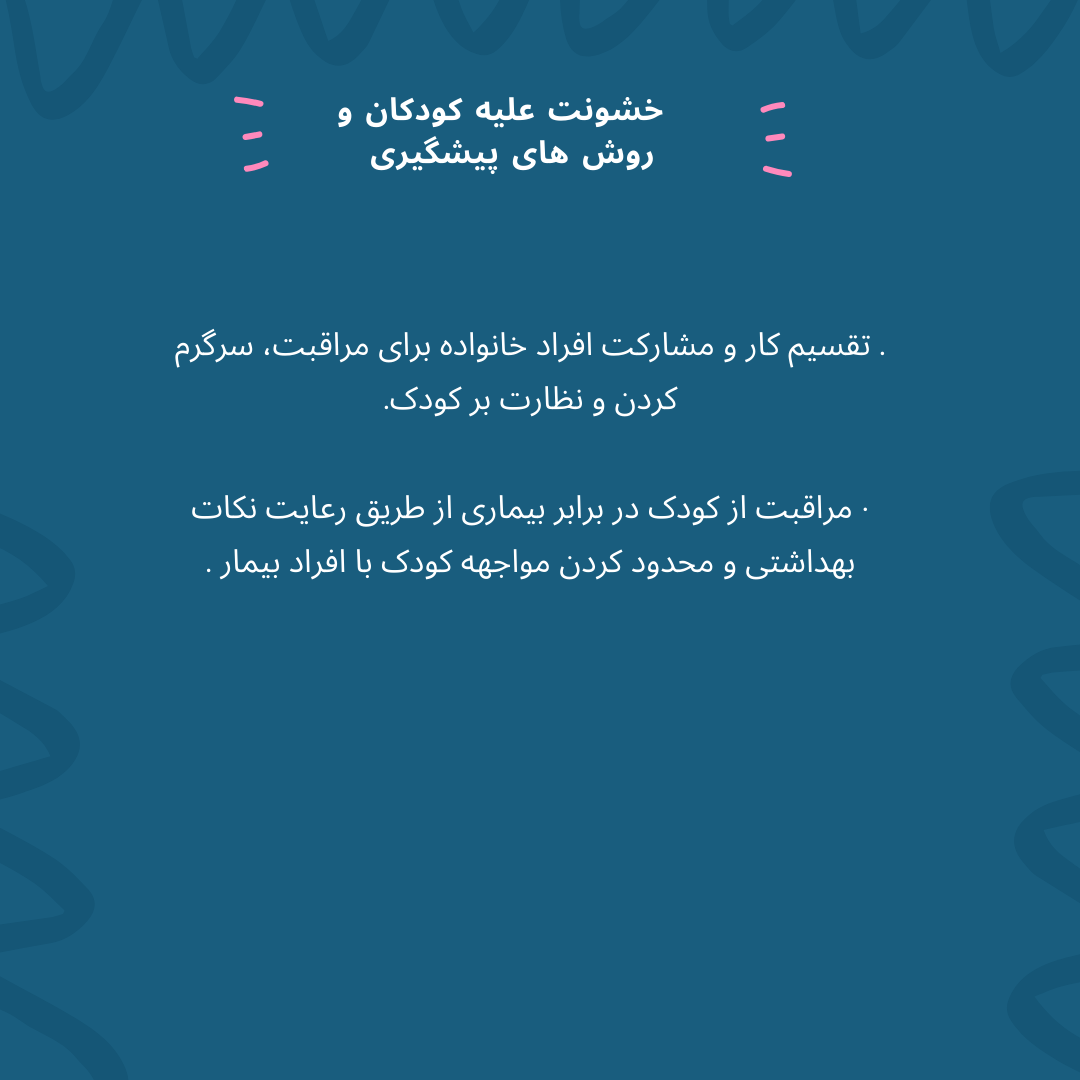 خشونت علیه کودکان و
روش های پیشگیری
. تقسیم کار و مشارکت افراد خانواده برای مراقبت، سرگرم
کردن و نظارت بر کودک.
· مراقبت از کودک در برابر بیماری از طریق رعایت نکات
بهداشتی و محدود کردن مواجهه کودک با افراد بیمار .